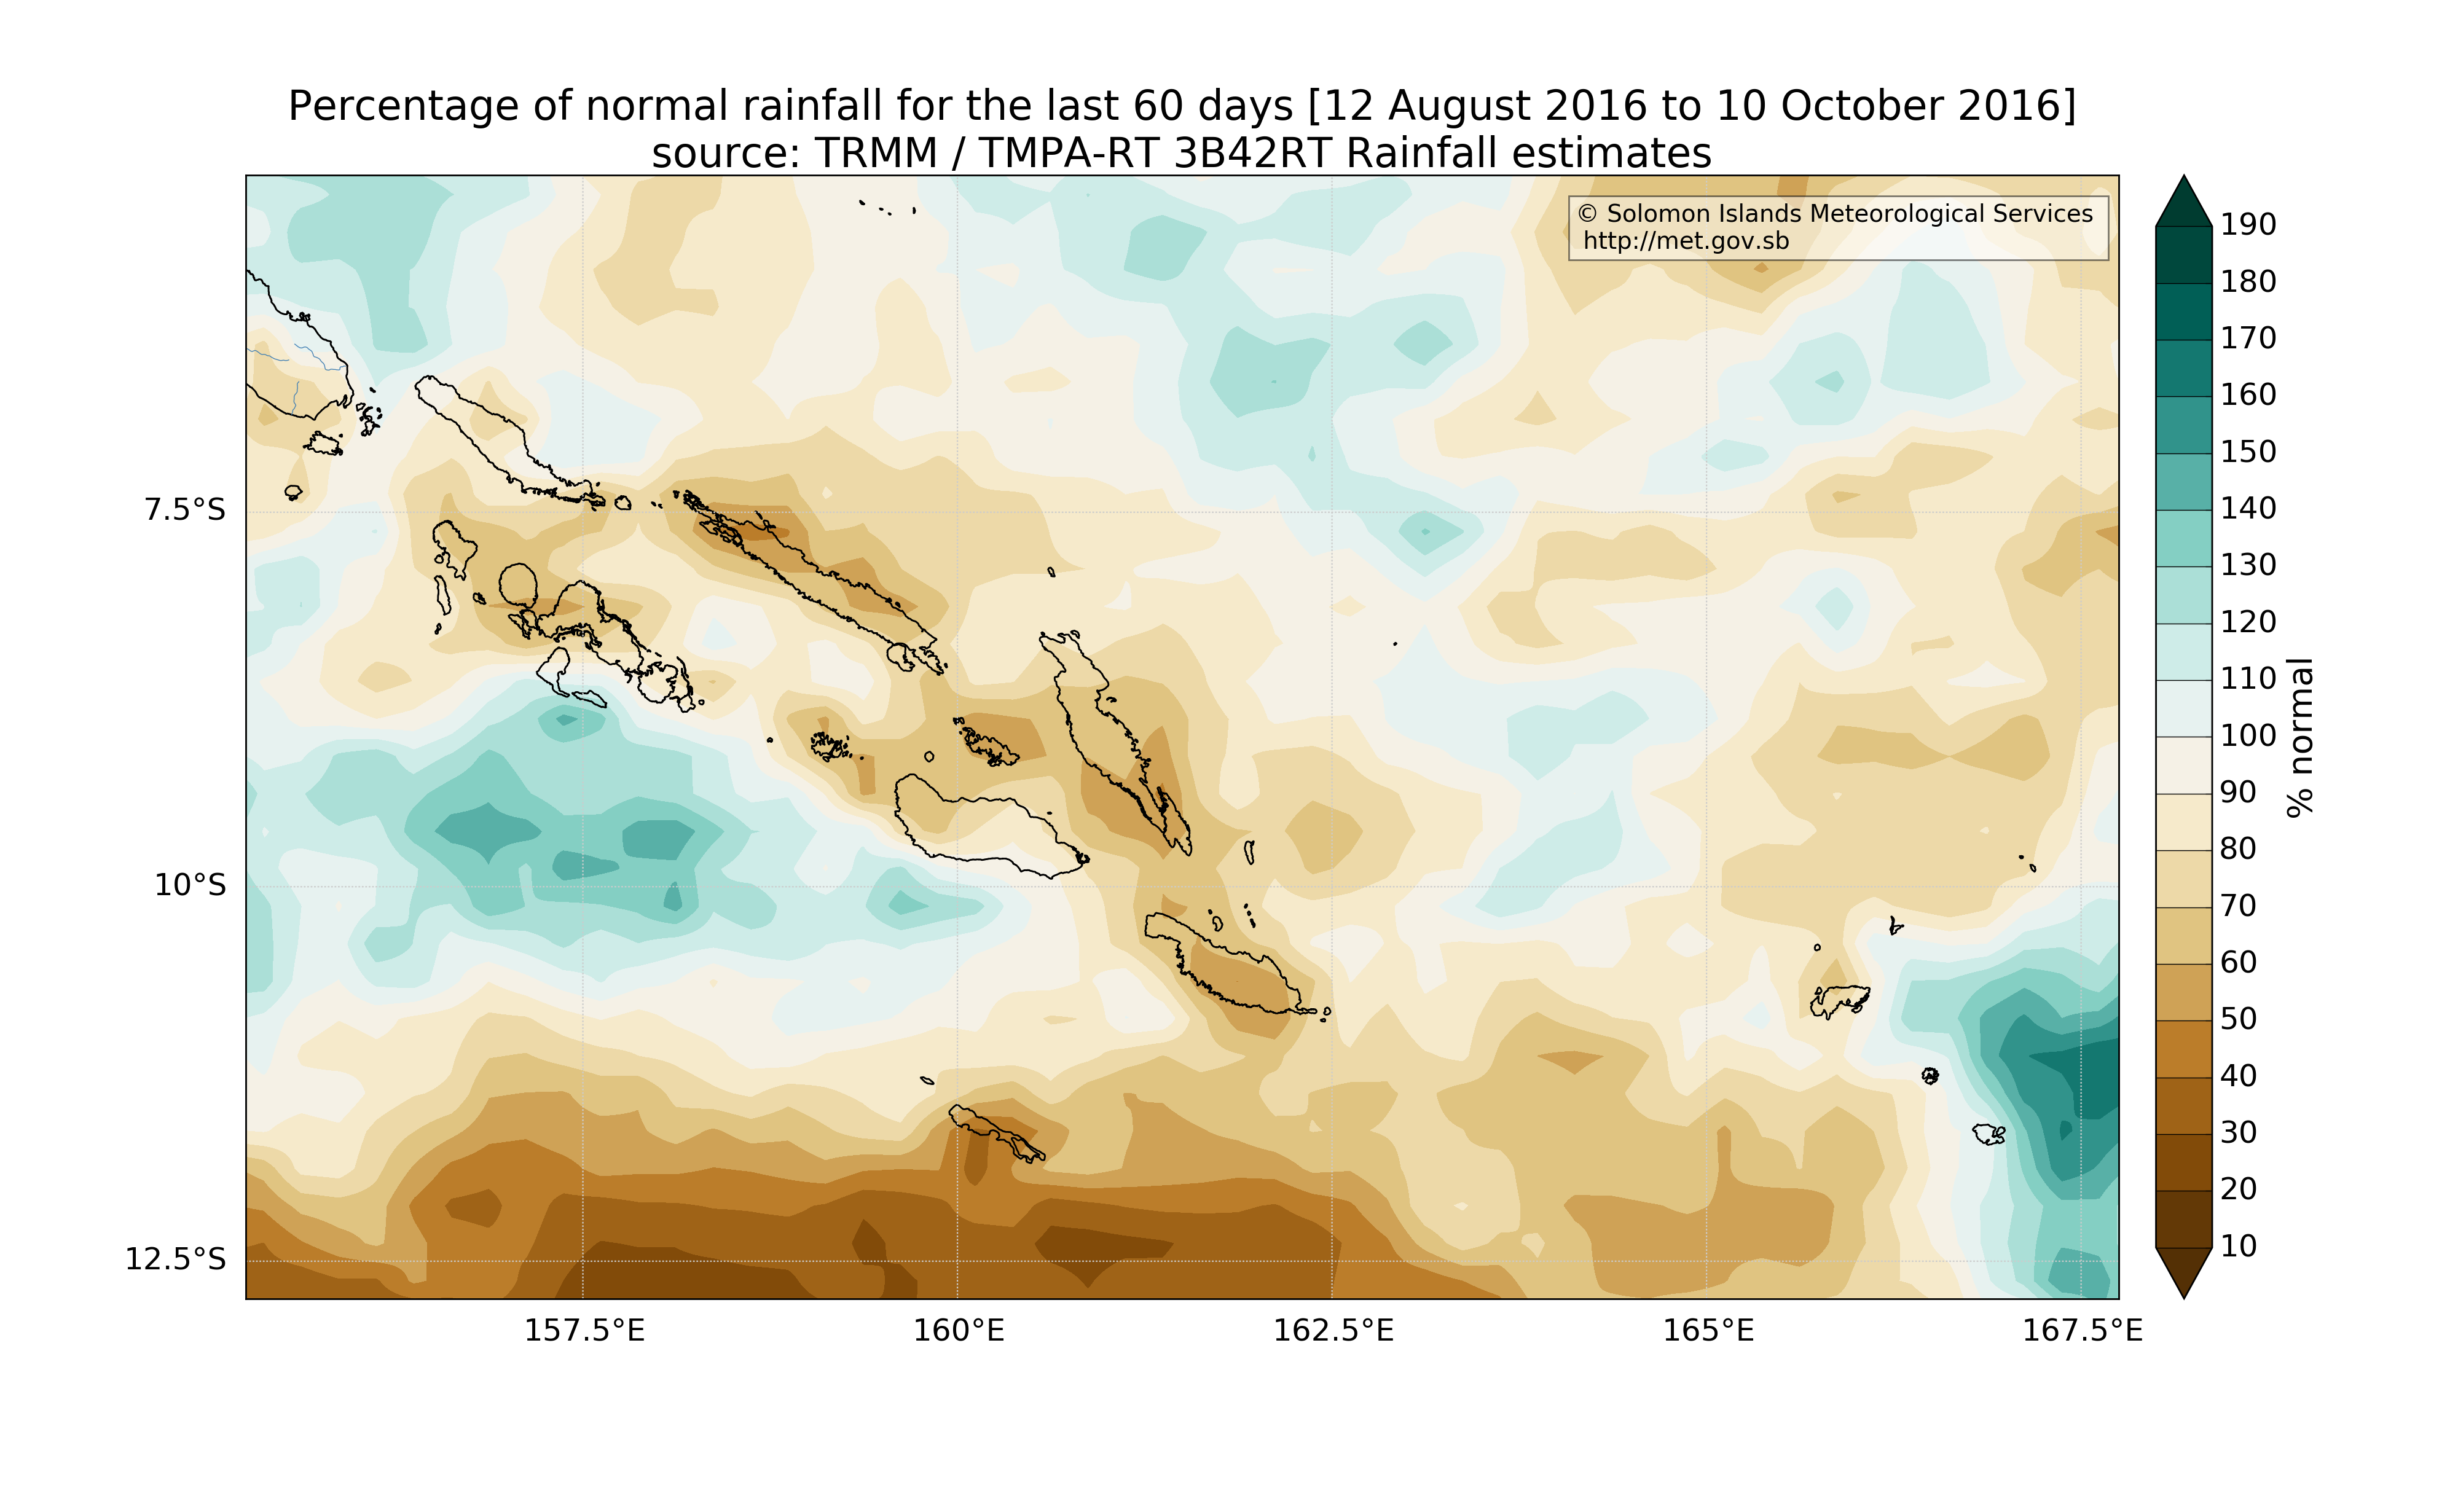 Percentage of normal rainfall for the last 60 days [12 August 2016 to 10 October 2016]
source: TRMM / TMPA-RT 3B42RT Rainfall estimates
© Solomon Islands Meteorological Services
http://met.gov.sb
7.5°S
10°S
12.5°S
157.5°E
160°E
162.5°E
165°E
167.5°E
190
180
170
160
150
140
130
120
110
100
90
80
70
60
50
40
30
20
10
% normal